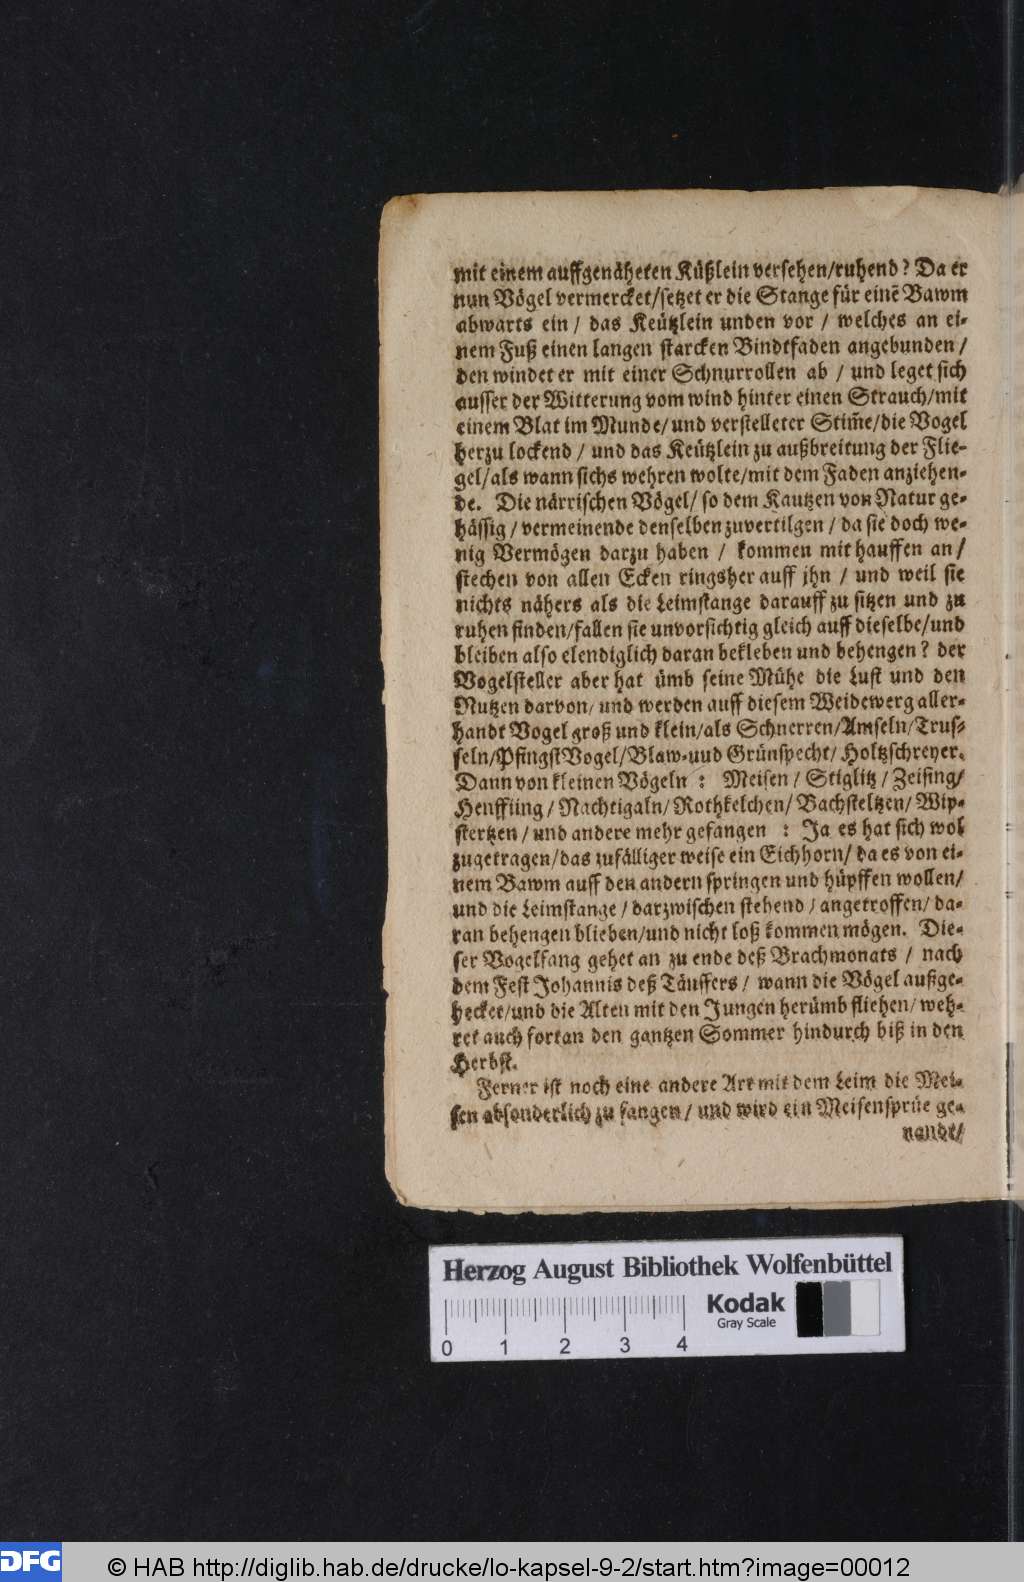 mit einem auffgenäheten Küßlein versehen/ruhend? Da er
nun Vögel vermercket/setzet er die Stange für einē Bawm
abwarts ein / das Keützlein unden vor / welches an ei-
nem Fuß einen langen starcken Bindtfaden angebunden /
den windet er mit einer Schnurrollen ab / und leget sich
ausser der Witterung vom wind hinter einen Strauch/mit
einem Blat im Munde/ und verstelleter Stim̄e/die Vogel
herzu lockend / und das Keützlein zu außbreitung der Flie-
gel/als wann sichs wehren wolte/mit dem Faden anziehen-
de. Die närrischen Vögel/ so dem Kautzen von Natur ge-
hässig / vermeinende denselben zuvertilgen / da sie doch we-
nig Vermögen darzu haben / kommen mit hauffen an /
stechen von allen Ecken ringsher auff jhn / und weil sie
nichts nähers als die Leimstange darauff zu sitzen und zu
ruhen finden/fallen sie unvorsichtig gleich auff dieselbe/und
bleiben also elendiglich daran bekleben und behengen? der
Vogelsteller aber hat ümb seine Mühe die Lust und den
Nutzen darvon/ und werden auff diesem Weidewerg aller-
handt Vogel groß und klein/als Schnerren/Amseln/Trus-
seln/PfingstVogel/Blaw-uud Grünspecht/ Holtzschreyer.
Dann von kleinen Vögeln : Meisen / Stiglitz / Zeising/
Henffling / Nachtigaln/ Rothkelchen/ Bachsteltzen/ Wip-
stertzen / und andere mehr gefangen : Ja es hat sich wol
zugetragen/das zufälliger weise ein Eichhorn/ da es von ei-
nem Bawm auff den andern springen und hüpffen wollen/
und die Leimstange / darzwischen stehend / angetroffen/ da-
ran behengen blieben/und nicht loß kommen mögen. Die-
ser Vogelfang gehet an zu ende deß Brachmonats / nach
dem Fest Johannis deß Täuffers / wann die Vögel außge-
hecket/und die Alten mit den Jungen herümb fliehen/ weh-
ret auch fortan den gantzen Sommer hindurch biß in den
Herbst.
Ferner ist noch eine andere Art mit dem Leim die Mei-
sen absonderlich zu fangen / und wird ein Meisensprüe ge-
nandt/
Herzog August Bibliothek Wolfenbüttel
Kodak
Gray Scale
0 1 2 3 4
DFG © HAB http://diglib.hab.de/drucke/lo-kapsel-9-2/start.htm?image=00012